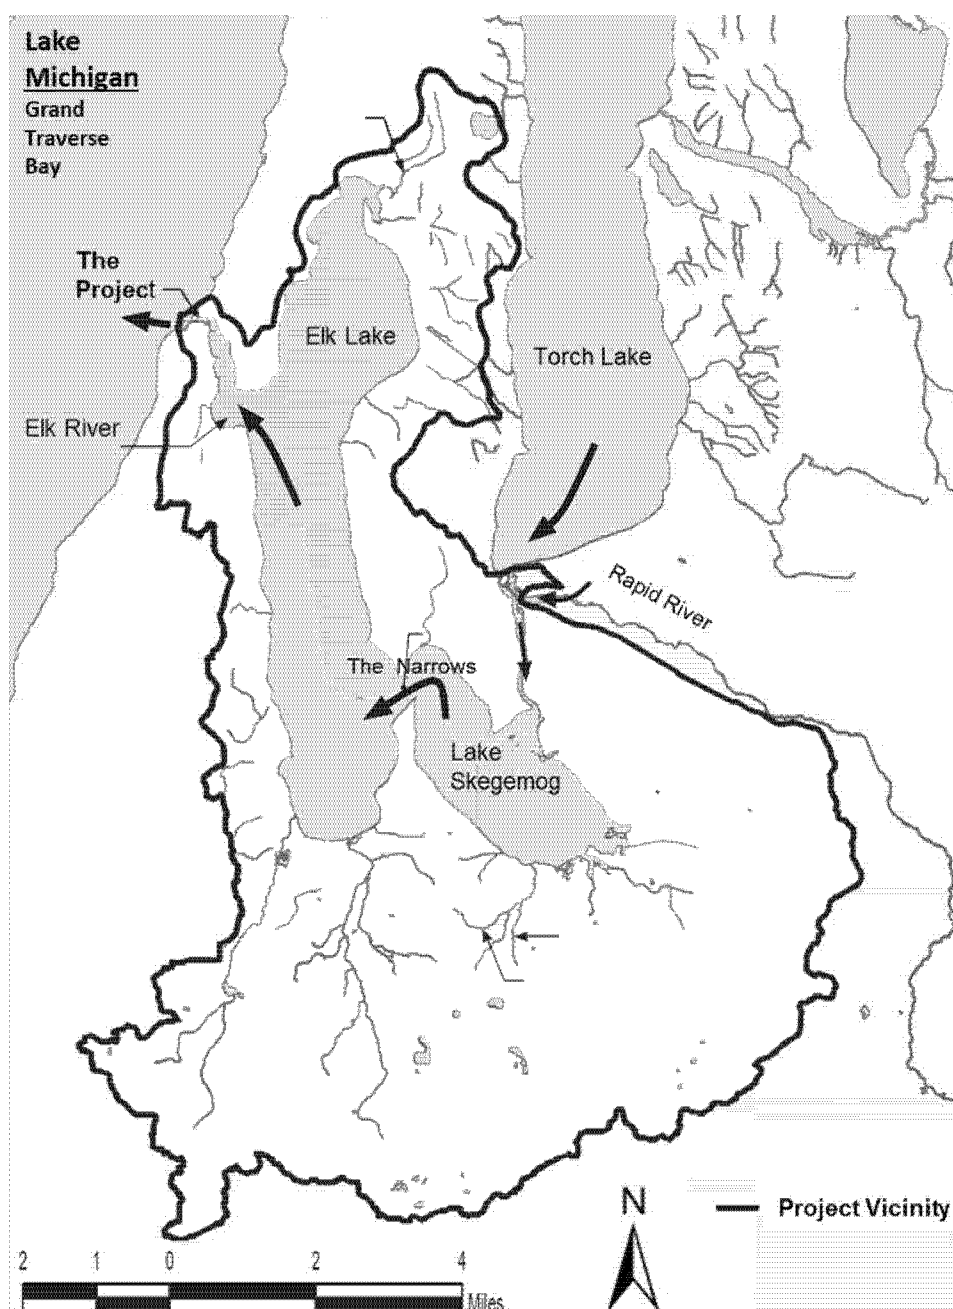 Lake
Michigan
Grand
Traverse
Bay
The
Project
Elk Lake
Torch Lake
Elk River
Rapid River
The Narrows
Lake
Skegemog
N
Project Vicinity
2 1 0 2 4
Miles